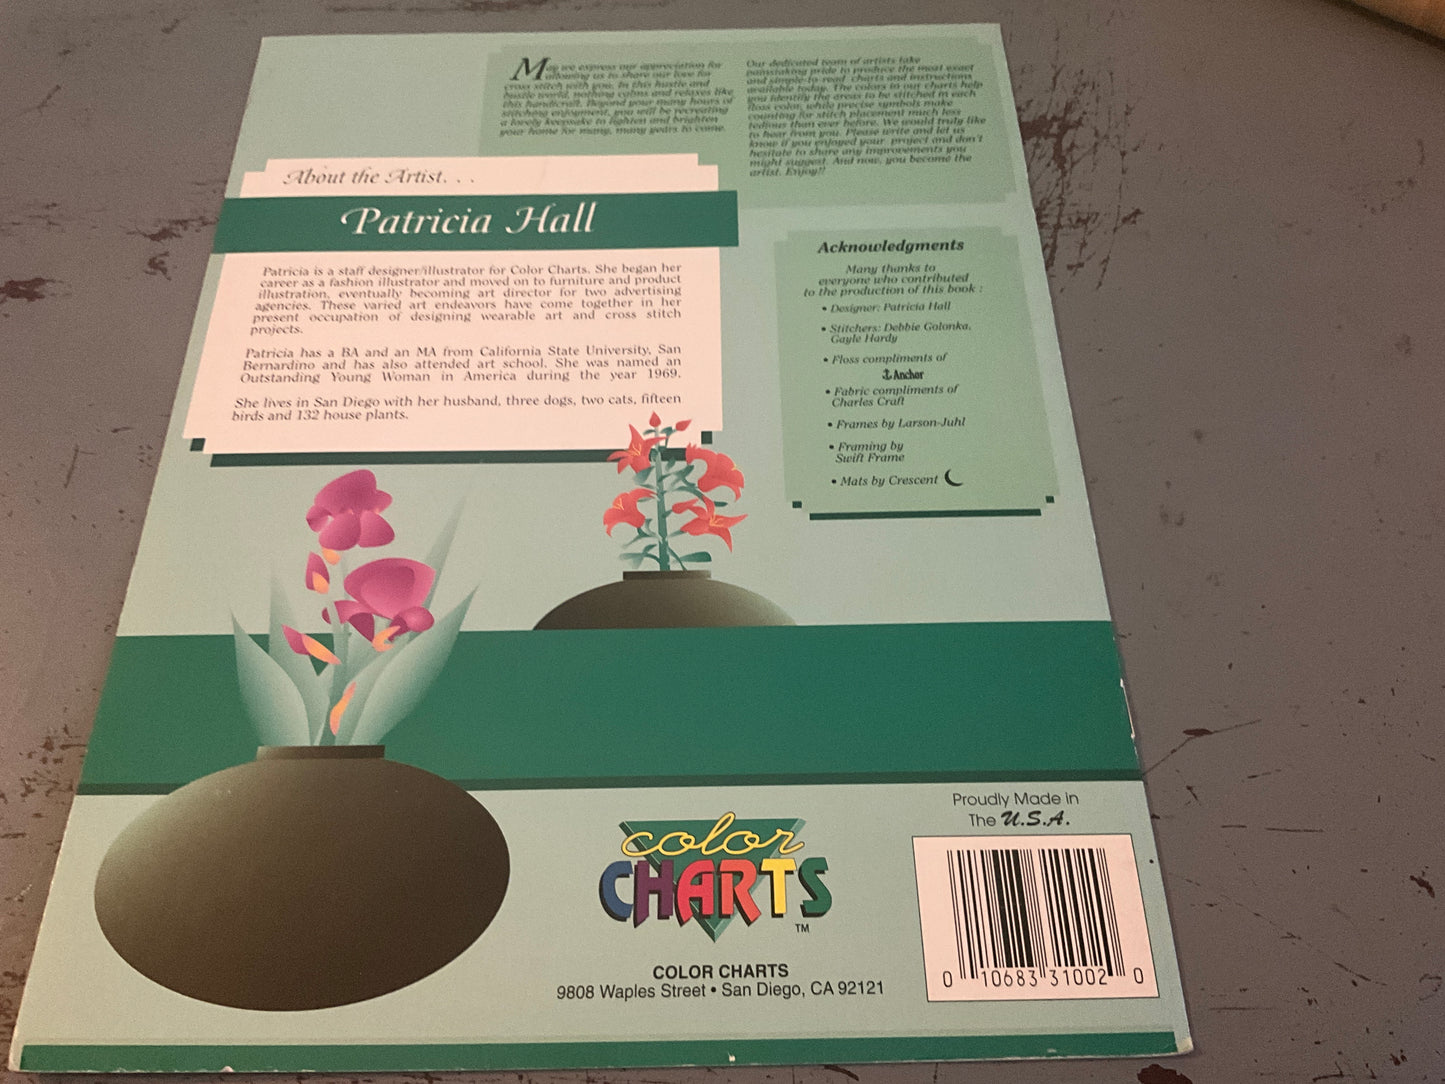 May we express our appreciation for
allowing us to share our love for
cross stitch with you. In this hustle and
bustle world, nothing calms and relaxes like
this handicraft. Beyond your many hours of
stitching enjoyment, you will be recreating
a lovely keepsake to lighten and brighten
your home for many, many years to come.
Our dedicated team of artists take
painstaking pride to produce the most exact
and simple-to-read charts and instructions
available today. The colors in our charts help
you identify the areas to be stitched in each
floss color, while precise symbols make
counting for stitch placement much less
tedious than ever before. We would truly like
to hear from you. Please write and let us
know if you enjoyed your project and don't
hesitate to share any improvements you
might suggest. And now, you become the
artist. Enjoy!!
About the Artist. . .
Patricia Hall
Patricia is a staff designer/illustrator for Color Charts. She began her
career as a fashion illustrator and moved on to furniture and product
illustration, eventually becoming art director for two advertising
agencies. These varied art endeavors have come together in her
present occupation of designing wearable art and cross stitch
projects.
Patricia has a BA and an MA from California State University, San
Bernardino and has also attended art school. She was named an
Outstanding Young Woman in America during the year 1969.
She lives in San Diego with her husband, three dogs, two cats, fifteen
birds and 132 house plants.
Acknowledgments
Many thanks to
everyone who contributed
to the production of this book :
• Designer: Patricia Hall
• Stitchers: Debbie Golonka,
Gayle Hardy
• Floss compliments of
Anchor
• Fabric compliments of
Charles Craft
• Frames by Larson-Juhl
• Framing by
Swift Frame
• Mats by Crescent
color
CHARTS
TM
COLOR CHARTS
9808 Waples Street • San Diego, CA 92121
Proudly Made in
The U.S.A.
0 10683 31002 0